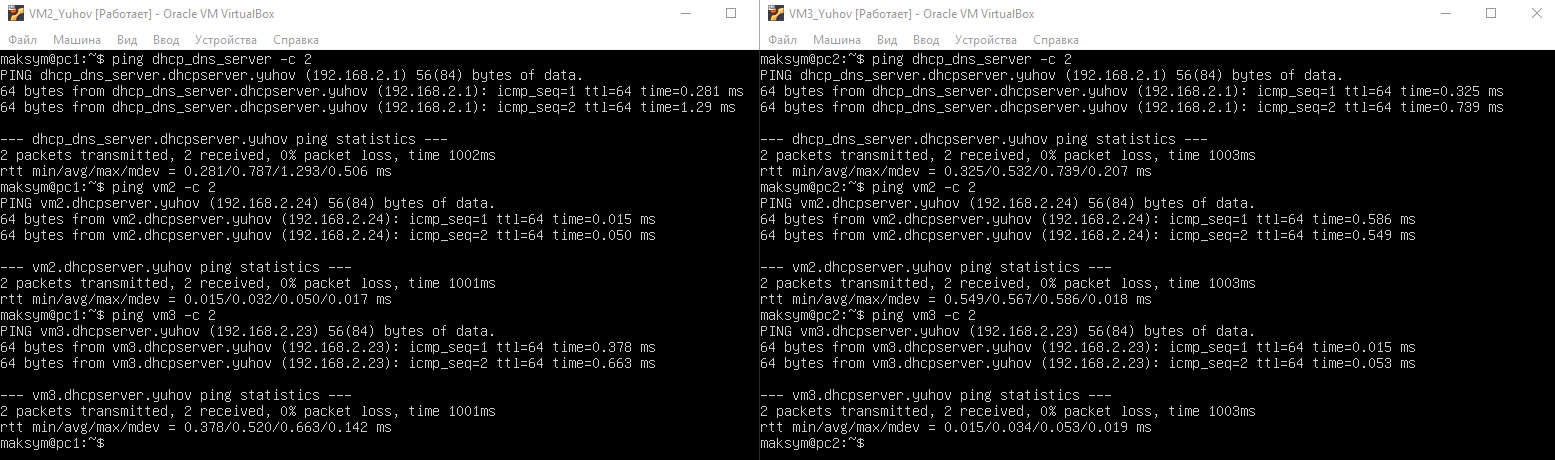 VM2_Yuhov [Работает] - Oracle VM VirtualBox
Файл Машина Вид Ввод Устройства Справка
maksym@pc1:~$ ping dhcp_dns_server -c 2
PING dhcp_dns_server.dhcpserver.yuhov (192.168.2.1) 56(84) bytes of data.
64 bytes from dhcp_dns_server.dhcpserver.yuhov (192.168.2.1): icmp_seq=1 ttl=64 time=0.281 ms
64 bytes from dhcp_dns_server.dhcpserver.yuhov (192.168.2.1): icmp_seq=2 ttl=64 time=1.29 ms
--- dhcp_dns_server.dhcpserver.yuhov ping statistics ---
2 packets transmitted, 2 received, 0% packet loss, time 1002ms
rtt min/avg/max/mdev = 0.281/0.787/1.293/0.506 ms
maksym@pc1:~$ ping vm2 -c 2
PING vm2.dhcpserver.yuhov (192.168.2.24) 56(84) bytes of data.
64 bytes from vm2.dhcpserver.yuhov (192.168.2.24): icmp_seq=1 ttl=64 time=0.015 ms
64 bytes from vm2.dhcpserver.yuhov (192.168.2.24): icmp_seq=2 ttl=64 time=0.050 ms
--- vm2.dhcpserver.yuhov ping statistics ---
2 packets transmitted, 2 received, 0% packet loss, time 1001ms
rtt min/avg/max/mdev = 0.015/0.032/0.050/0.017 ms
maksym@pc1:~$ ping vm3 -c 2
PING vm3.dhcpserver.yuhov (192.168.2.23) 56(84) bytes of data.
64 bytes from vm3.dhcpserver.yuhov (192.168.2.23): icmp_seq=1 ttl=64 time=0.378 ms
64 bytes from vm3.dhcpserver.yuhov (192.168.2.23): icmp_seq=2 ttl=64 time=0.663 ms
--- vm3.dhcpserver.yuhov ping statistics ---
2 packets transmitted, 2 received, 0% packet loss, time 1001ms
rtt min/avg/max/mdev = 0.378/0.520/0.663/0.142 ms
maksym@pc1:~$
VM3_Yuhov [Работает] - Oracle VM VirtualBox
Файл Машина Вид Ввод Устройства Справка
maksym@pc2:~$ ping dhcp_dns_server -c 2
PING dhcp_dns_server.dhcpserver.yuhov (192.168.2.1) 56(84) bytes of data.
64 bytes from dhcp_dns_server.dhcpserver.yuhov (192.168.2.1): icmp_seq=1 ttl=64 time=0.325 ms
64 bytes from dhcp_dns_server.dhcpserver.yuhov (192.168.2.1): icmp_seq=2 ttl=64 time=0.739 ms
--- dhcp_dns_server.dhcpserver.yuhov ping statistics ---
2 packets transmitted, 2 received, 0% packet loss, time 1003ms
rtt min/avg/max/mdev = 0.325/0.532/0.739/0.207 ms
maksym@pc2:~$ ping vm2 -c 2
PING vm2.dhcpserver.yuhov (192.168.2.24) 56(84) bytes of data.
64 bytes from vm2.dhcpserver.yuhov (192.168.2.24): icmp_seq=1 ttl=64 time=0.586 ms
64 bytes from vm2.dhcpserver.yuhov (192.168.2.24): icmp_seq=2 ttl=64 time=0.549 ms
--- vm2.dhcpserver.yuhov ping statistics ---
2 packets transmitted, 2 received, 0% packet loss, time 1003ms
rtt min/avg/max/mdev = 0.549/0.567/0.586/0.018 ms
maksym@pc2:~$ ping vm3 -c 2
PING vm3.dhcpserver.yuhov (192.168.2.23) 56(84) bytes of data.
64 bytes from vm3.dhcpserver.yuhov (192.168.2.23): icmp_seq=1 ttl=64 time=0.015 ms
64 bytes from vm3.dhcpserver.yuhov (192.168.2.23): icmp_seq=2 ttl=64 time=0.053 ms
--- vm3.dhcpserver.yuhov ping statistics ---
2 packets transmitted, 2 received, 0% packet loss, time 1003ms
rtt min/avg/max/mdev = 0.015/0.034/0.053/0.019 ms
maksym@pc2:~$